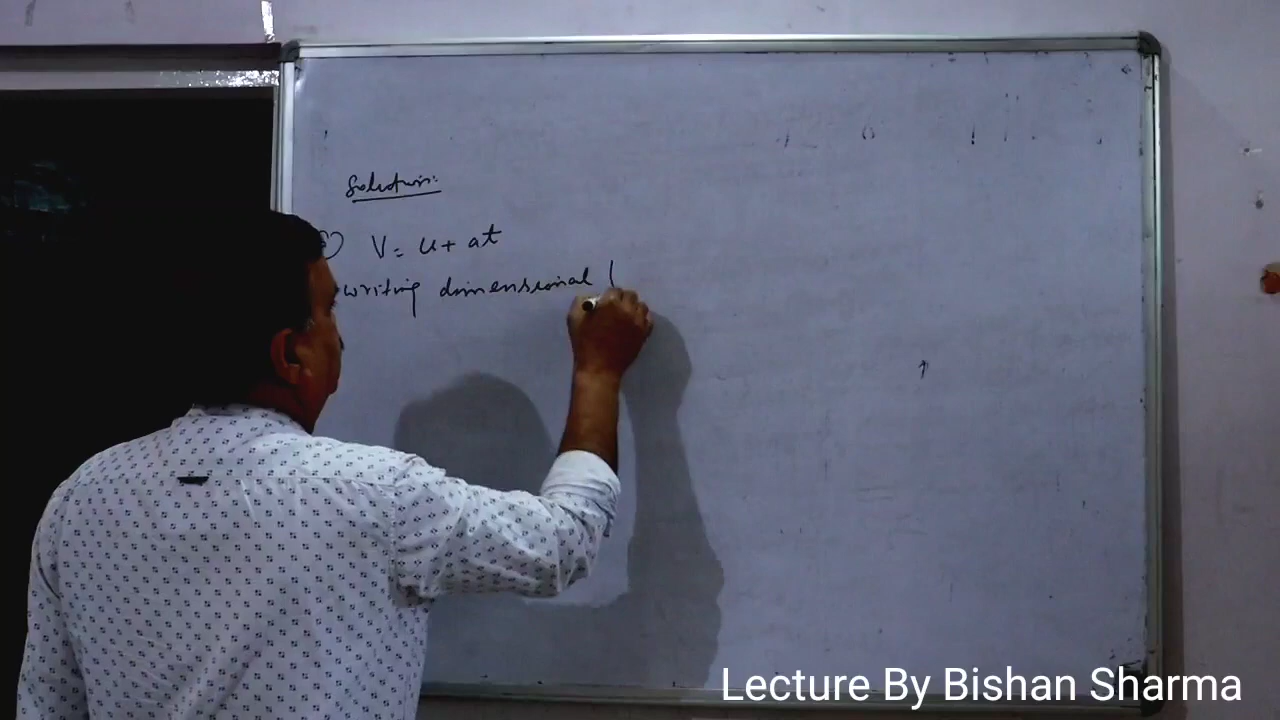 Solution:
V = u + at
writing dimensional
Lecture By Bishan Sharma